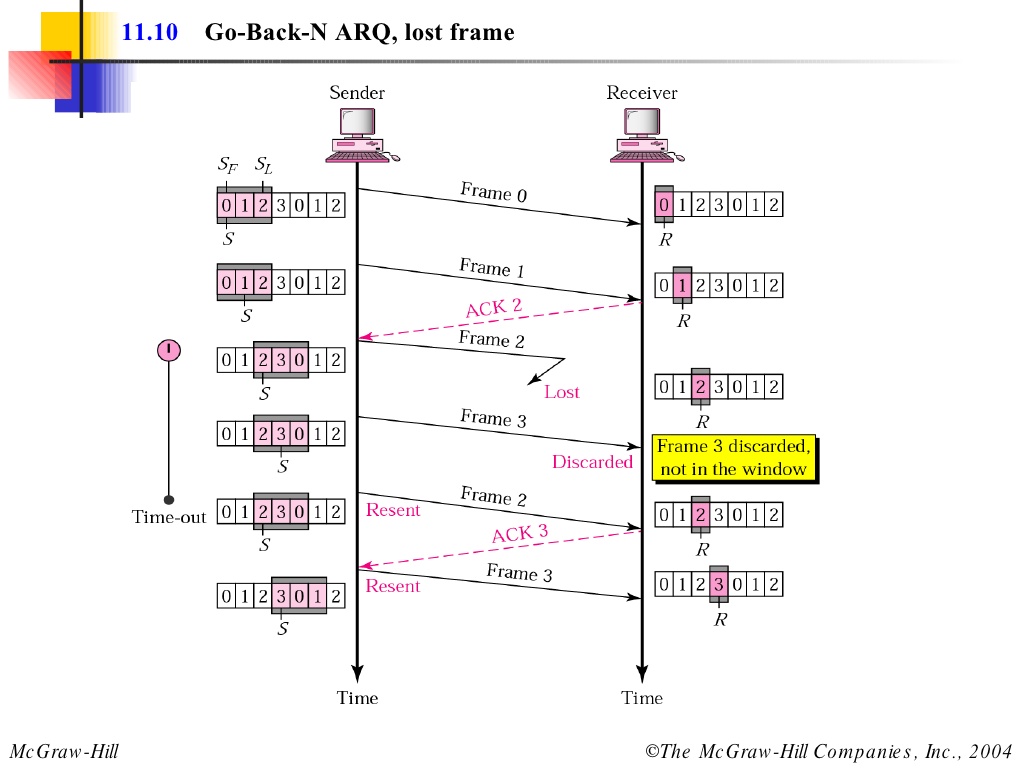 11.10 Go-Back-N ARQ, lost frame
Sender Receiver
SF SL
0 1 2 3 0 1 2
S
Frame 0
0 1 2 3 0 1 2
R
0 1 2 3 0 1 2
S
Frame 1
0 1 2 3 0 1 2
R
ACK 2
0 1 2 3 0 1 2
S
Frame 2
Lost
0 1 2 3 0 1 2
R
0 1 2 3 0 1 2
S
Frame 3
Discarded
Frame 3 discarded,
not in the window
Time-out
0 1 2 3 0 1 2
S
Resent
Frame 2
0 1 2 3 0 1 2
R
ACK 3
0 1 2 3 0 1 2
S
Resent
Frame 3
0 1 2 3 0 1 2
R
Time Time
McGraw-Hill ©The McGraw-Hill Companies, Inc., 2004